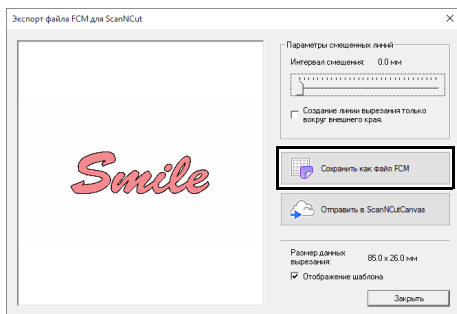 Экспорт файла FCM для ScanNCut
Параметры смещенных линий
Интервал смещения: 0.0 мм
Smile
Создание линии вырезания только
вокруг внешнего края.
Сохранить как файл FCM
Отправить в ScanNCutCanvas
Размер данных
вырезания: 85.0 x 26.0 мм
Отображение шаблона
Закрыть